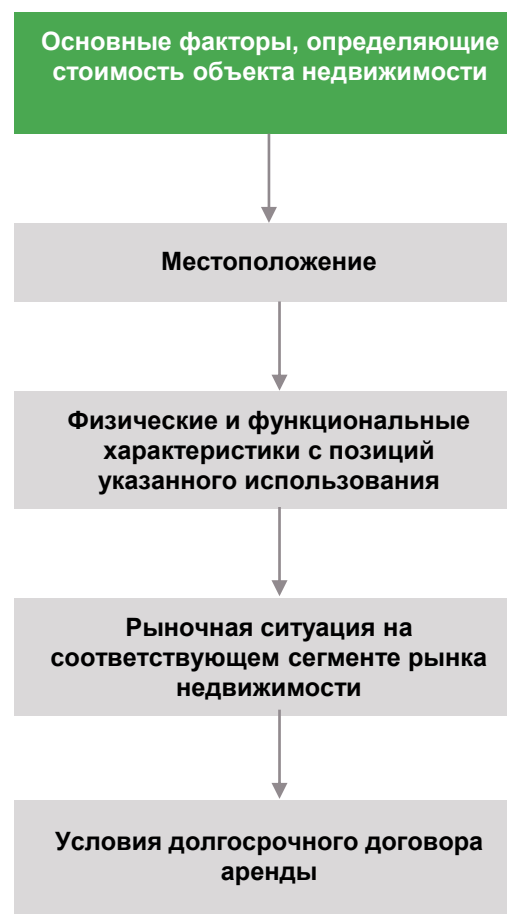 Основные факторы, определяющие
стоимость объекта недвижимости
Местоположение
Физические и функциональные
характеристики с позиций
указанного использования
Рыночная ситуация на
соответствующем сегменте рынка
недвижимости
Условия долгосрочного договора
аренды